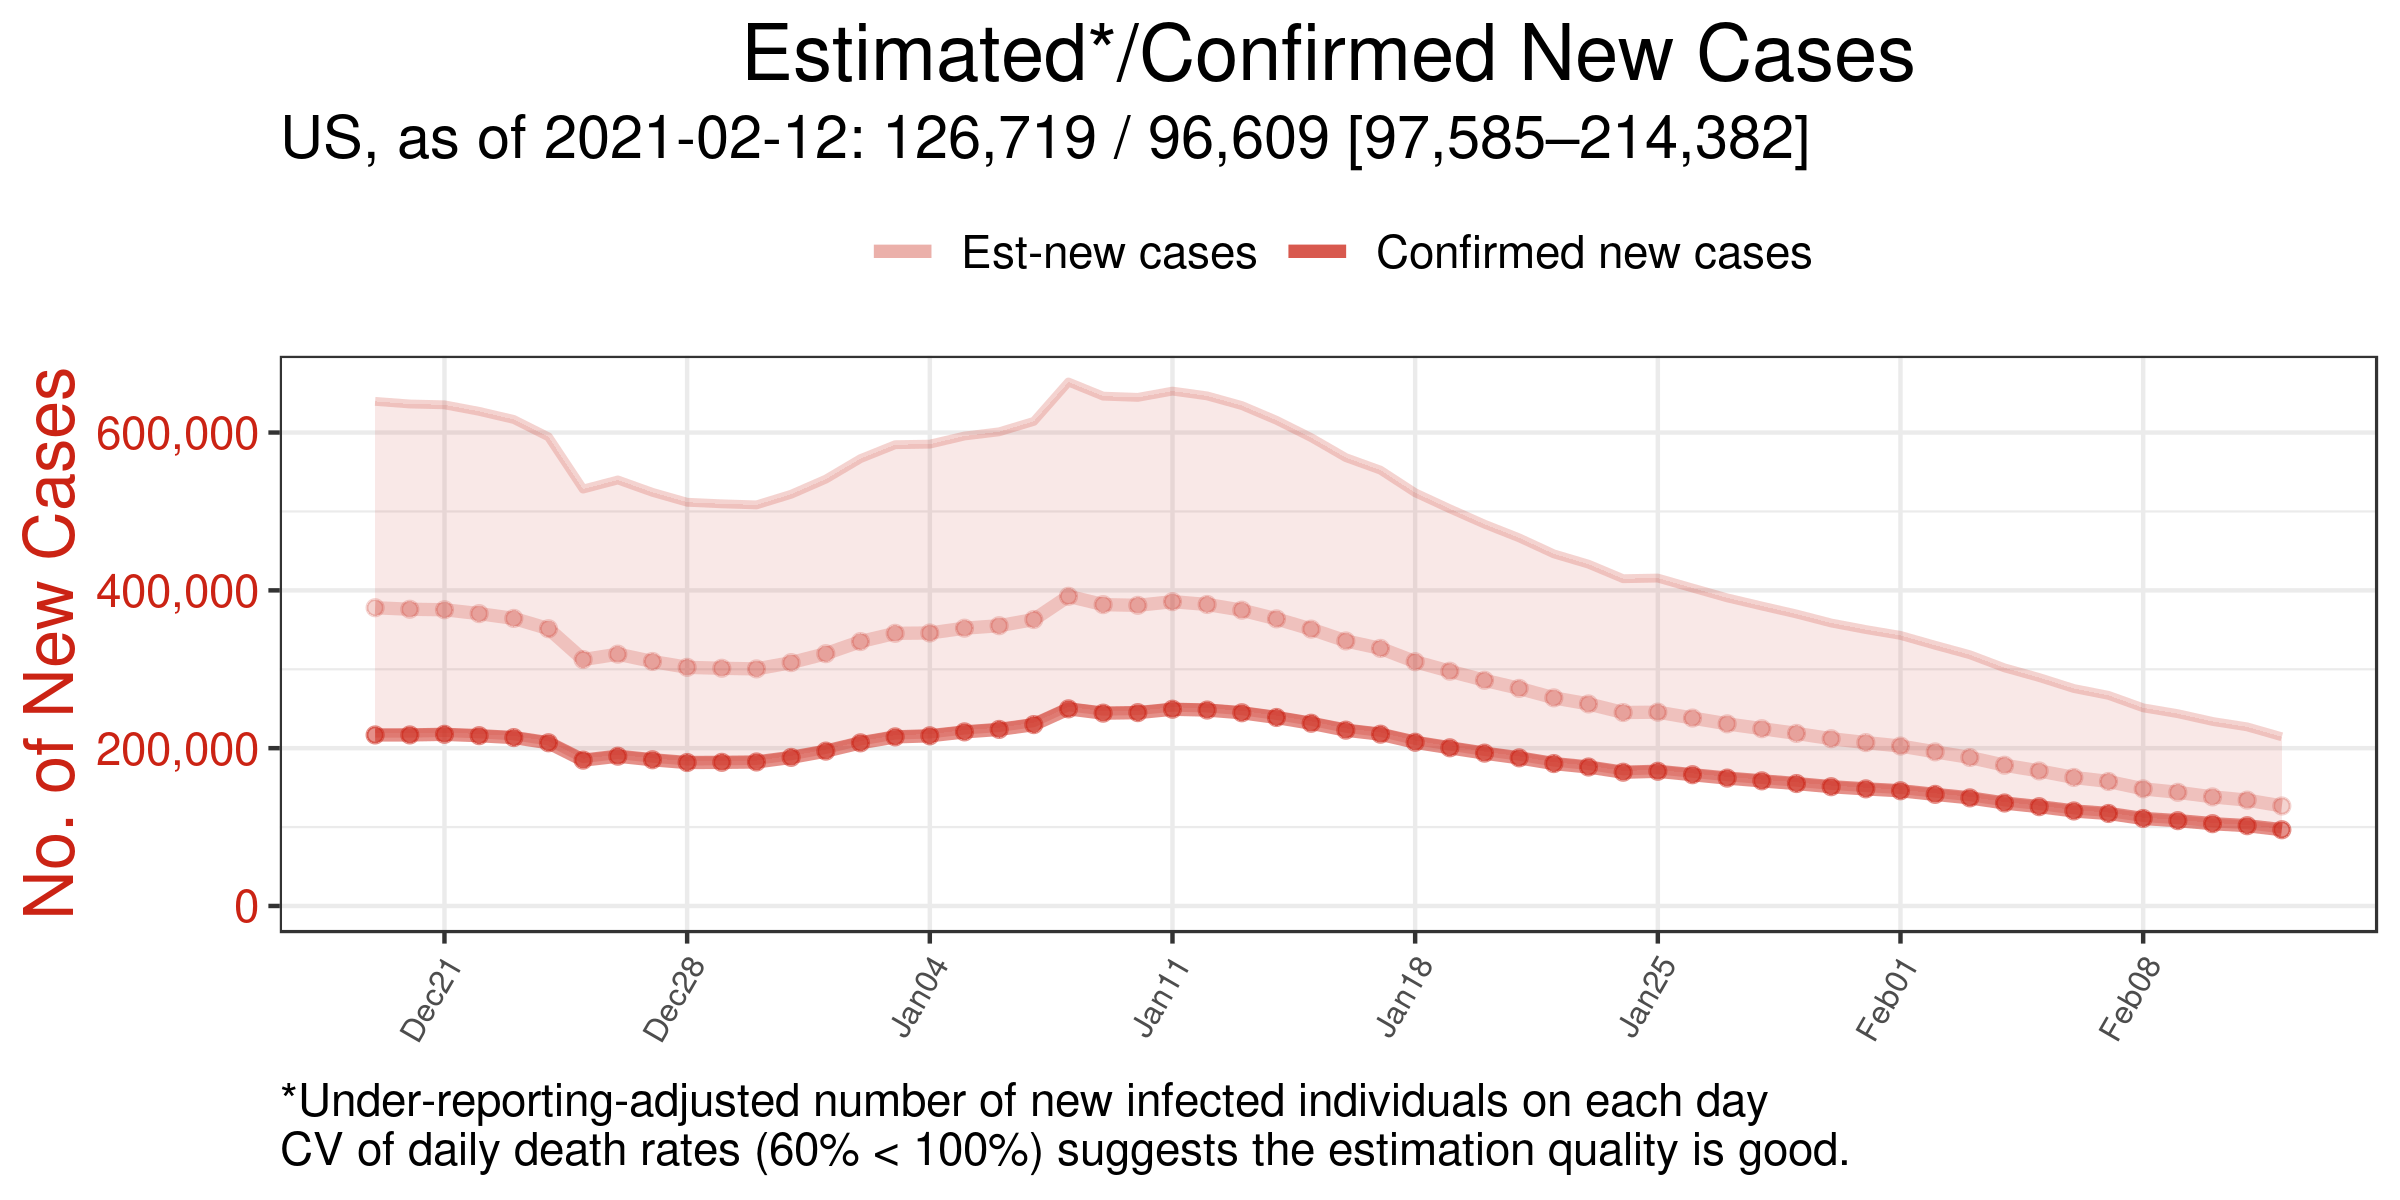 Estimated*/Confirmed New Cases
US, as of 2021-02-12: 126,719 / 96,609 [97,585–214,382]
Est-new cases
Confirmed new cases
No. of New Cases
600,000
400,000
200,000
0
Dec21
Dec28
Jan04
Jan11
Jan18
Jan25
Feb01
Feb08
*Under-reporting-adjusted number of new infected individuals on each day
CV of daily death rates (60% < 100%) suggests the estimation quality is good.